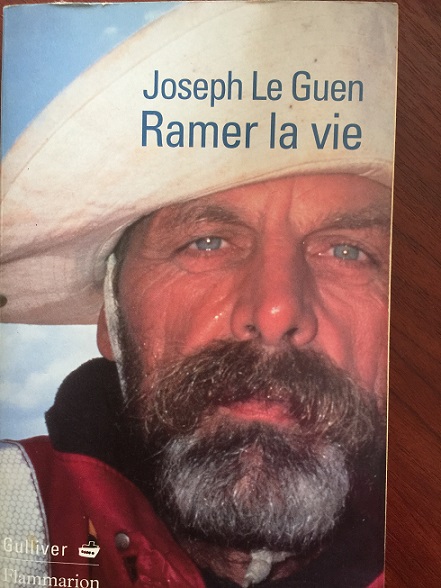 Joseph Le Guen
Ramer la vie
Gulliver
Flammarion